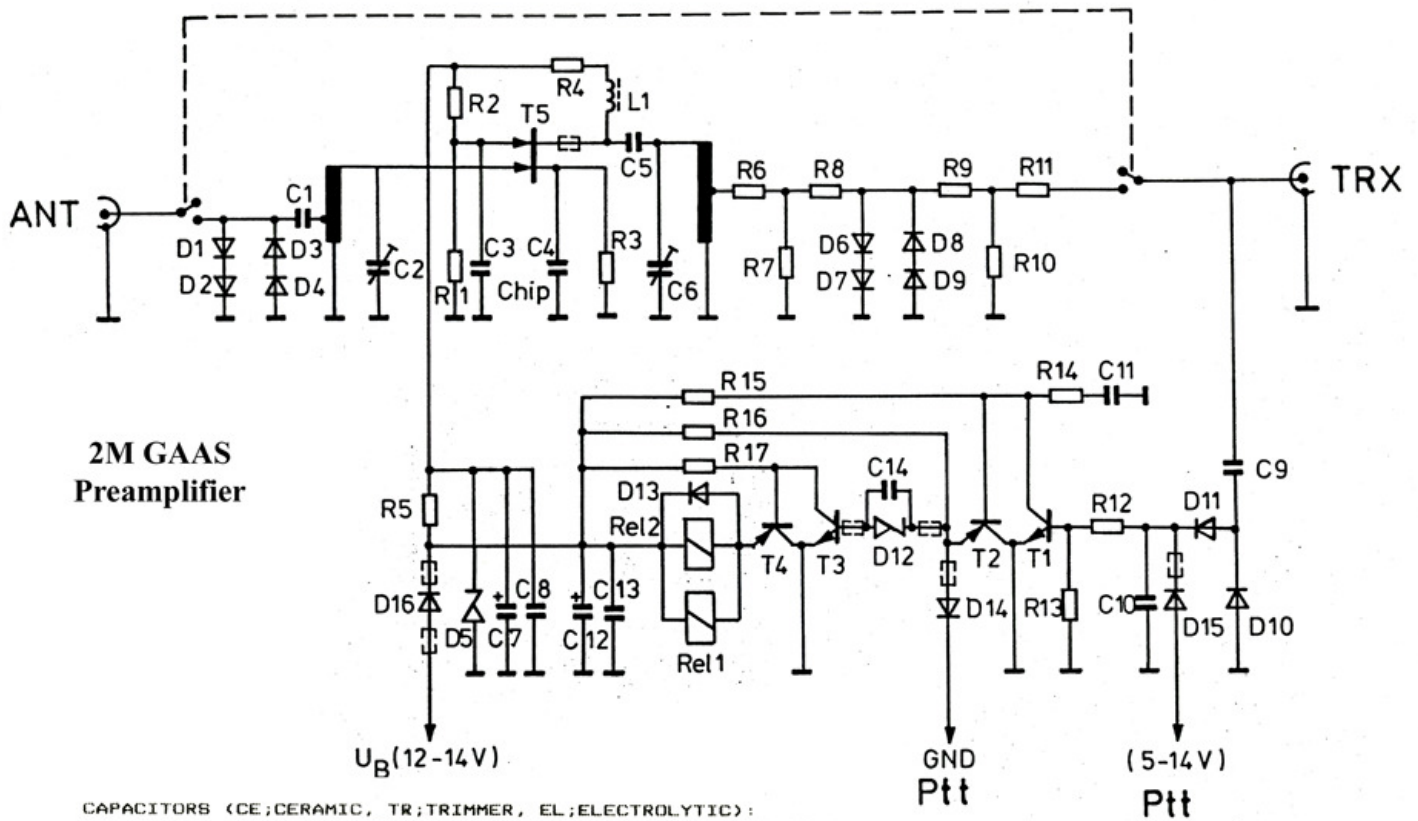 R4
R2
L1
T5
C5
R6
R8
R9
R11
TRX
ANT
C1
D1
D3
C2
C3
C4
R3
D6
D8
D2
D4
R1
Chip
C6
R7
D7
D9
R10
R15
R14
C11
R16
2M GAAS
Preamplifier
R17
C14
C9
D13
R5
Rel2
R12
D11
T4
T3
D12
T2
T1
D16
C8
C13
D14
R13
C10
D15
D10
D5
C7
C12
Rel1
UB(12-14V)
GND
(5-14V)
Ptt
Ptt
CAPACITORS (CE;CERAMIC, TR;TRIMMER, EL;ELECTROLYTIC):